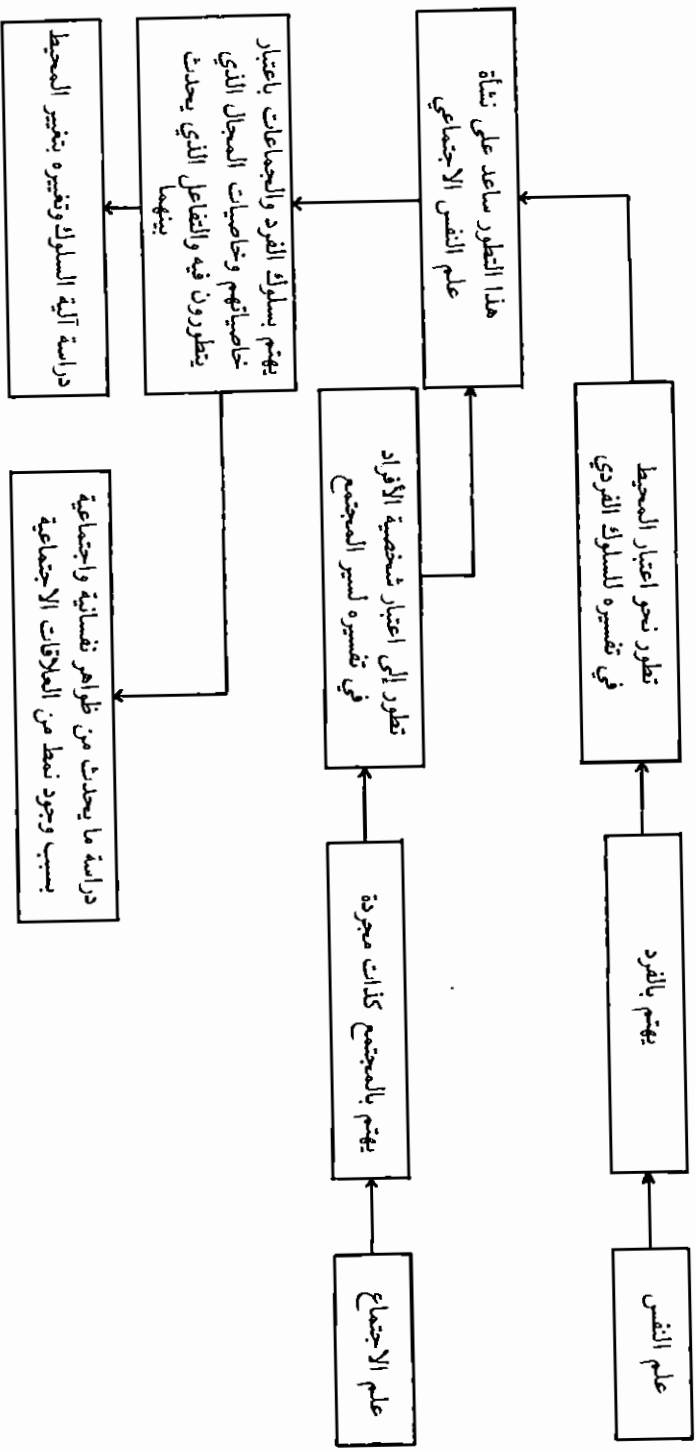 علم النفس
يهتم بالفرد
تطور نحو اعتبار المحيط
في تفسيره للسلوك الفردي
علم الاجتماع
يهتم بالمجتمع كذات مجردة
تطور إلى اعتبار شخصية الأفراد
في تفسيره لسير المجتمع
هذا التطور ساعد على نشأة
علم النفس الاجتماعي
يهتم بسلوك الفرد والجماعات باعتبار
خاصياتهم وخاصيات المجال الذي
يتطورون فيه والتفاعل الذي يحدث
بينهما
دراسة آلية السلوك وتغييره بتغيير المحيط
دراسة ما يحدث من ظواهر نفسانية واجتماعية
بسبب وجود نمط من العلاقات الاجتماعية